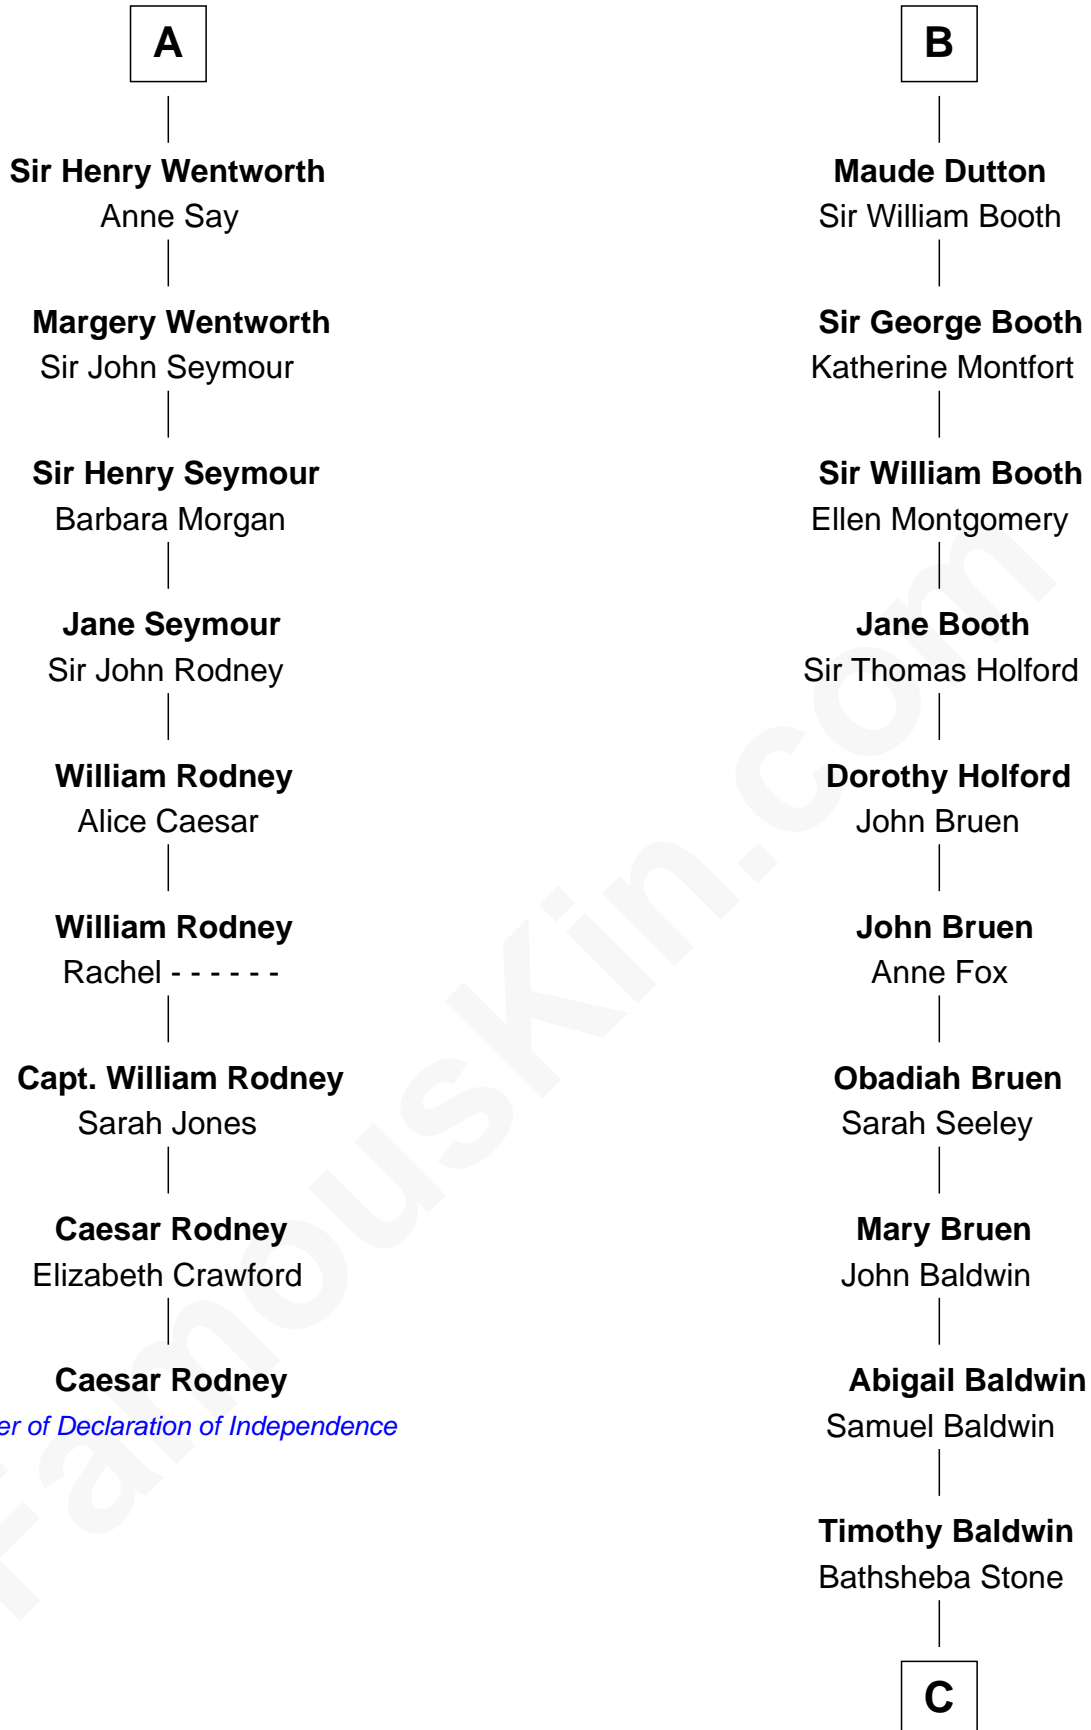 A
Sir Henry Wentworth
Anne Say
Margery Wentworth
Sir John Seymour
Sir Henry Seymour
Barbara Morgan
Jane Seymour
Sir John Rodney
William Rodney
Alice Caesar
William Rodney
Rachel - - - - - -
Capt. William Rodney
Sarah Jones
Caesar Rodney
Elizabeth Crawford
Caesar Rodney
er of Declaration of Independence
B
Maude Dutton
Sir William Booth
Sir George Booth
Katherine Montfort
Sir William Booth
Ellen Montgomery
Jane Booth
Sir Thomas Holford
Dorothy Holford
John Bruen
John Bruen
Anne Fox
Obadiah Bruen
Sarah Seeley
Mary Bruen
John Baldwin
Abigail Baldwin
Samuel Baldwin
Timothy Baldwin
Bathsheba Stone
C
FamousKin.com